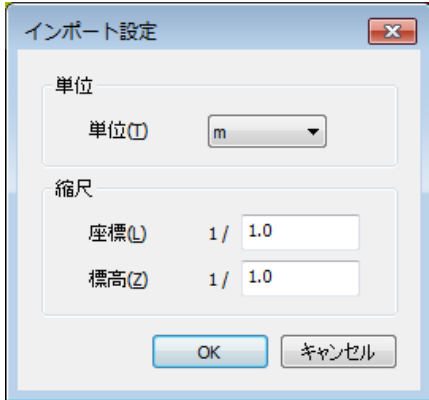 インポート設定
単位
単位(T) m
縮尺
座標(L) 1 / 1.0
標高(Z) 1 / 1.0
OK キャンセル